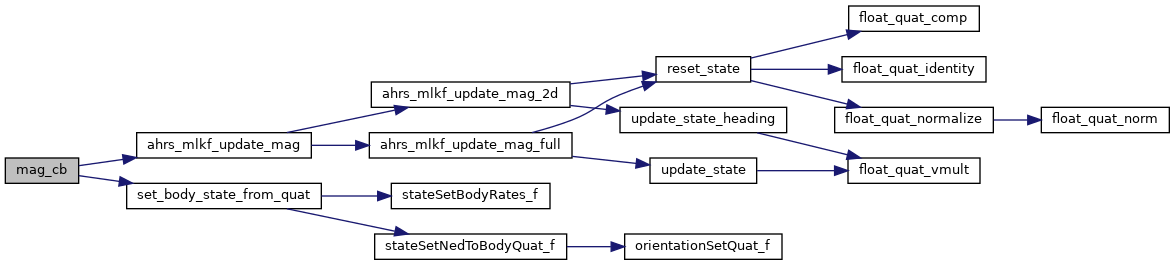 float_quat_comp
reset_state
float_quat_identity
ahrs_mlkf_update_mag_2d
update_state_heading
float_quat_normalize
float_quat_norm
ahrs_mlkf_update_mag
ahrs_mlkf_update_mag_full
mag_cb
update_state
float_quat_vmult
set_body_state_from_quat
stateSetBodyRates_f
stateSetNedToBodyQuat_f
orientationSetQuat_f